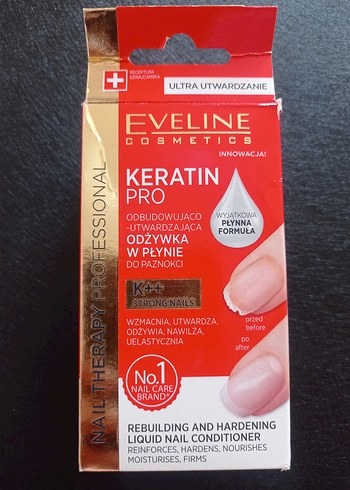 RECEPTURA
SZWAJCARSKA
ULTRA UTWARDZANIE
EVELINE
COSMETICS
INNOWACJA!
KERATIN
PRO
ODBUDOWUJĄCO
-UTWARDZAJĄCA
ODŻYWKA
W PŁYNIE
DO PAZNOKCI
WYJĄTKOWA
PŁYNNA
FORMUŁA
K++
STRONG NAILS
WZMACNIA, UTWARDZA,
ODŻYWIA, NAWILŻA,
UELASTYCZNIA
przed
before
po
after
No.1
NAIL CARE
BRAND*
REBUILDING AND HARDENING
LIQUID NAIL CONDITIONER
REINFORCES, HARDENS, NOURISHES
MOISTURISES, FIRMS
NAIL THERAPY PROFESSIONAL